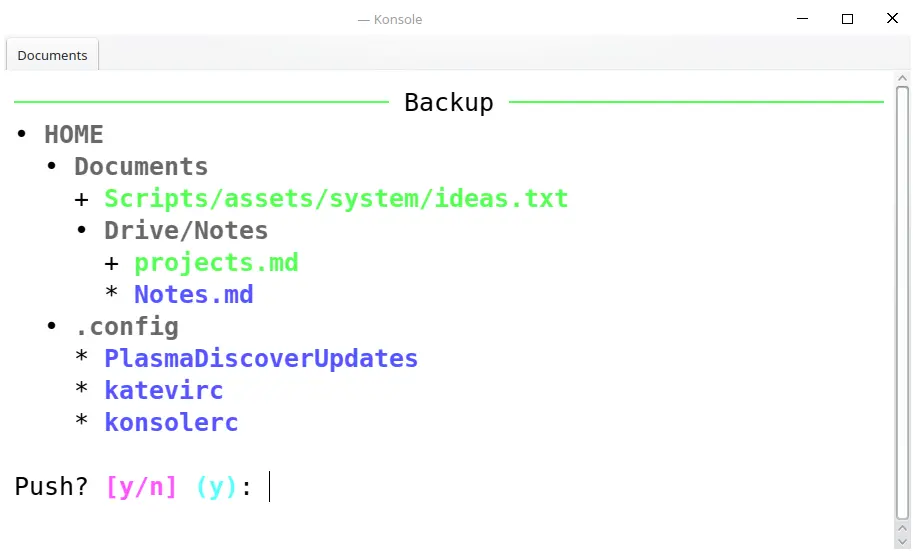 — Konsole
Documents
Backup
• HOME
• Documents
+ Scripts/assets/system/ideas.txt
• Drive/Notes
+ projects.md
* Notes.md
• .config
* PlasmaDiscoverUpdates
* katevirc
* konsolerc
Push? [y/n] (y):